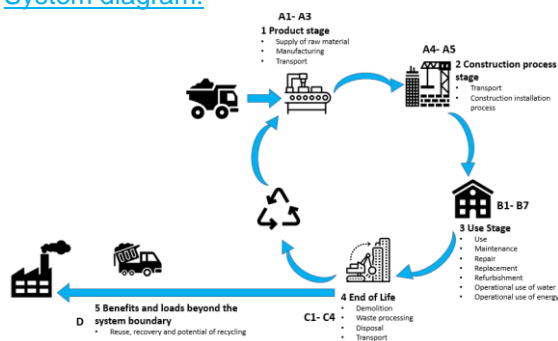 System diagram:
A1- A3
1 Product stage
• Supply of raw material
• Manufacturing
• Transport
A4- A5
2 Construction process
stage
• Transport
• Construction installation
process
B1- B7
3 Use Stage
• Use
• Maintenance
• Repair
• Replacement
• Refurbishment
• Operational use of water
• Operational use of energy
4 End of Life
C1- C4
• Demolition
• Waste processing
• Disposal
• Transport
5 Benefits and loads beyond the
D system boundary
• Reuse, recovery and potential of recycling